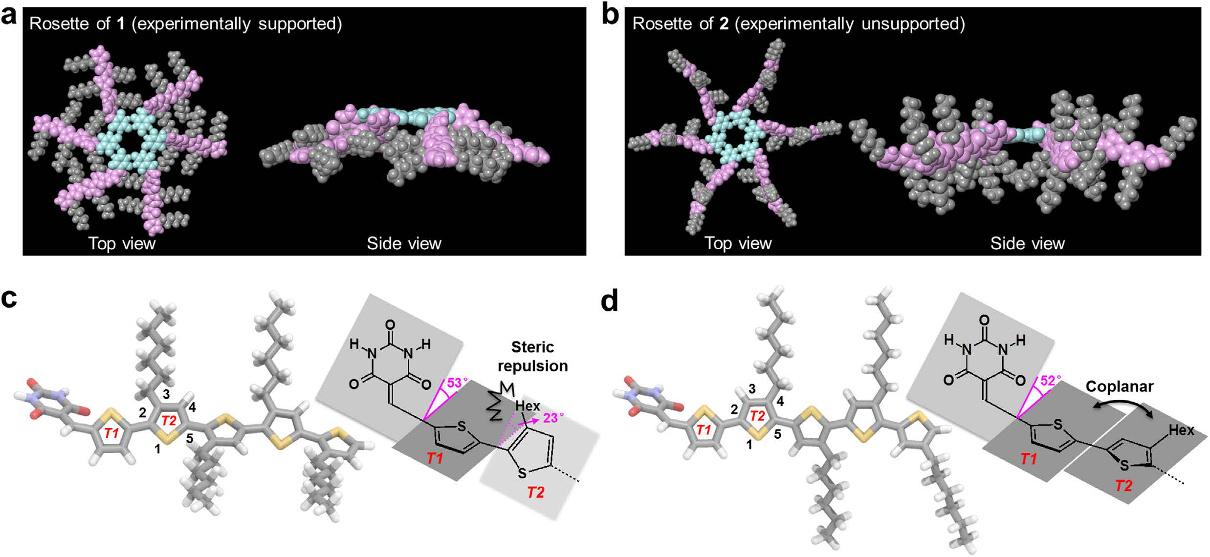 a
Rosette of 1 (experimentally supported)
Top view
Side view
b
Rosette of 2 (experimentally unsupported)
Top view
Side view
c
T1
2
3
T2
4
1
5
O
H
N
N
H
O
O
53°
Steric
repulsion
Hex
23°
S
T1
S
T2
d
T1
2
3
T2
4
1
5
O
H
N
N
H
O
O
52°
Coplanar
Hex
S
T1
S
T2